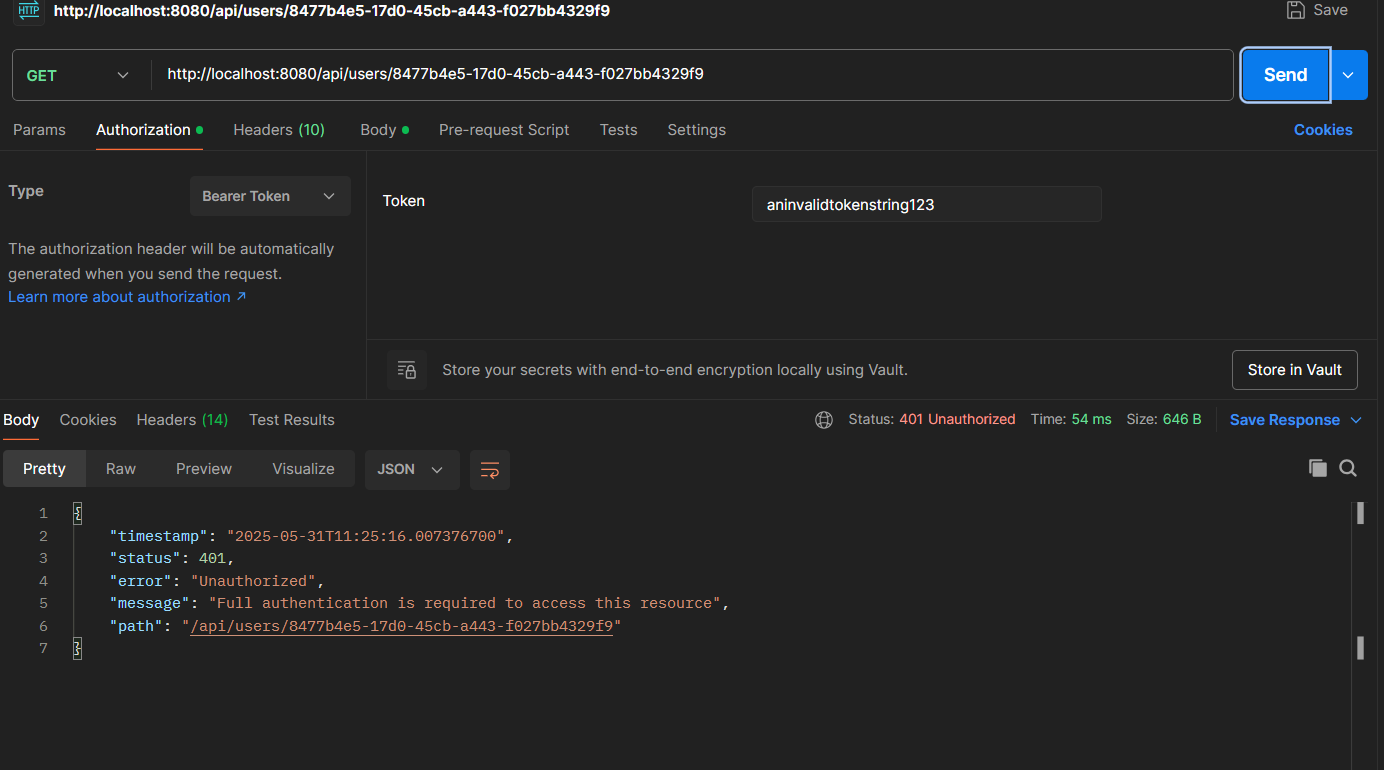 HTTP http://localhost:8080/api/users/8477b4e5-17d0-45cb-a443-f027bb4329f9 Save
GET http://localhost:8080/api/users/8477b4e5-17d0-45cb-a443-f027bb4329f9 Send
Params Authorization Headers (10) Body Pre-request Script Tests Settings Cookies
Type Bearer Token Token aninvalidtokenstring123
The authorization header will be automatically
generated when you send the request.
Learn more about authorization ↗
Store your secrets with end-to-end encryption locally using Vault. Store in Vault
Body Cookies Headers (14) Test Results Status: 401 Unauthorized Time: 54 ms Size: 646 B Save Response
Pretty Raw Preview Visualize JSON
1 {
2 "timestamp": "2025-05-31T11:25:16.007376700",
3 "status": 401,
4 "error": "Unauthorized",
5 "message": "Full authentication is required to access this resource",
6 "path": "/api/users/8477b4e5-17d0-45cb-a443-f027bb4329f9"
7 }